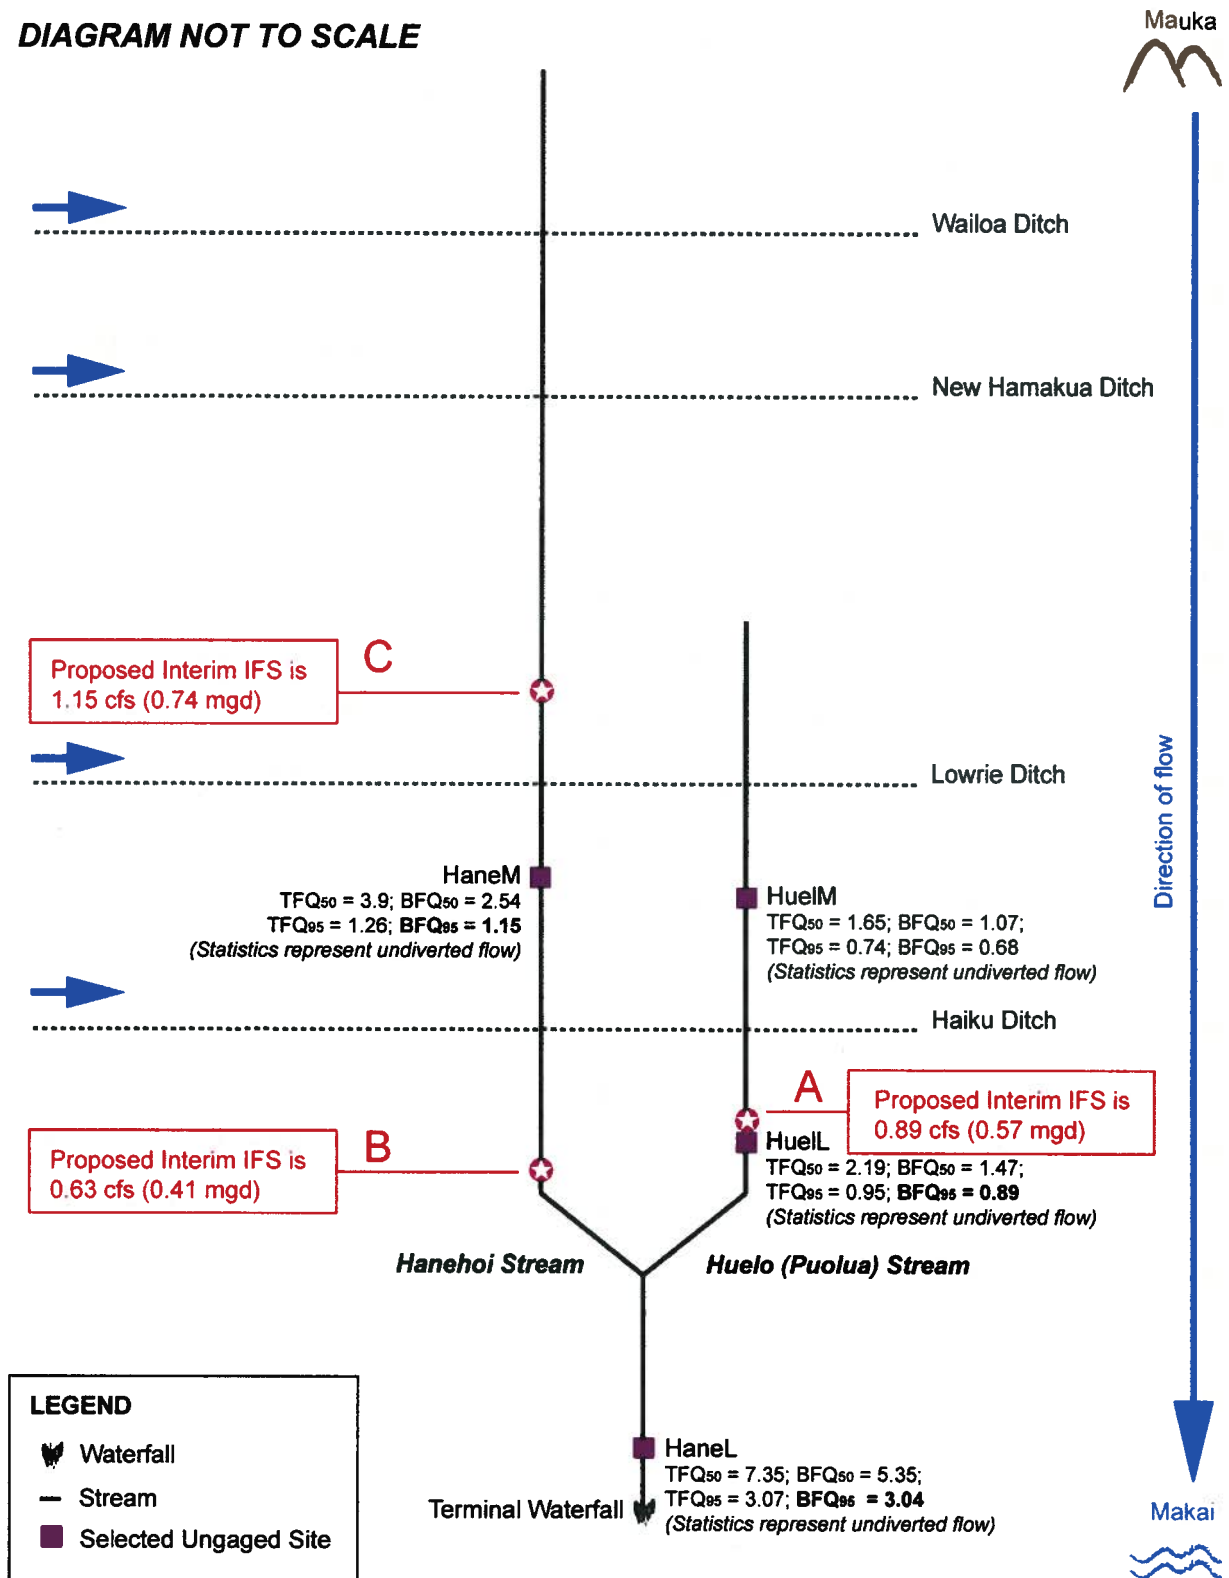 DIAGRAM NOT TO SCALE
Mauka
Wailoa Ditch
New Hamakua Ditch
Proposed Interim IFS is
1.15 cfs (0.74 mgd)
C
Lowrie Ditch
Direction of flow
HaneM
TFQ50 = 3.9; BFQ50 = 2.54
TFQ95 = 1.26; BFQ95 = 1.15
(Statistics represent undiverted flow)
HuelM
TFQ50 = 1.65; BFQ50 = 1.07;
TFQ95 = 0.74; BFQ95 = 0.68
(Statistics represent undiverted flow)
Haiku Ditch
A
Proposed Interim IFS is
0.89 cfs (0.57 mgd)
B
Proposed Interim IFS is
0.63 cfs (0.41 mgd)
HuelL
TFQ50 = 2.19; BFQ50 = 1.47;
TFQ95 = 0.95; BFQ95 = 0.89
(Statistics represent undiverted flow)
Hanehoi Stream
Huelo (Puolua) Stream
LEGEND
Waterfall
Stream
Selected Ungaged Site
HaneL
TFQ50 = 7.35; BFQ50 = 5.35;
TFQ95 = 3.07; BFQ95 = 3.04
(Statistics represent undiverted flow)
Terminal Waterfall
Makai